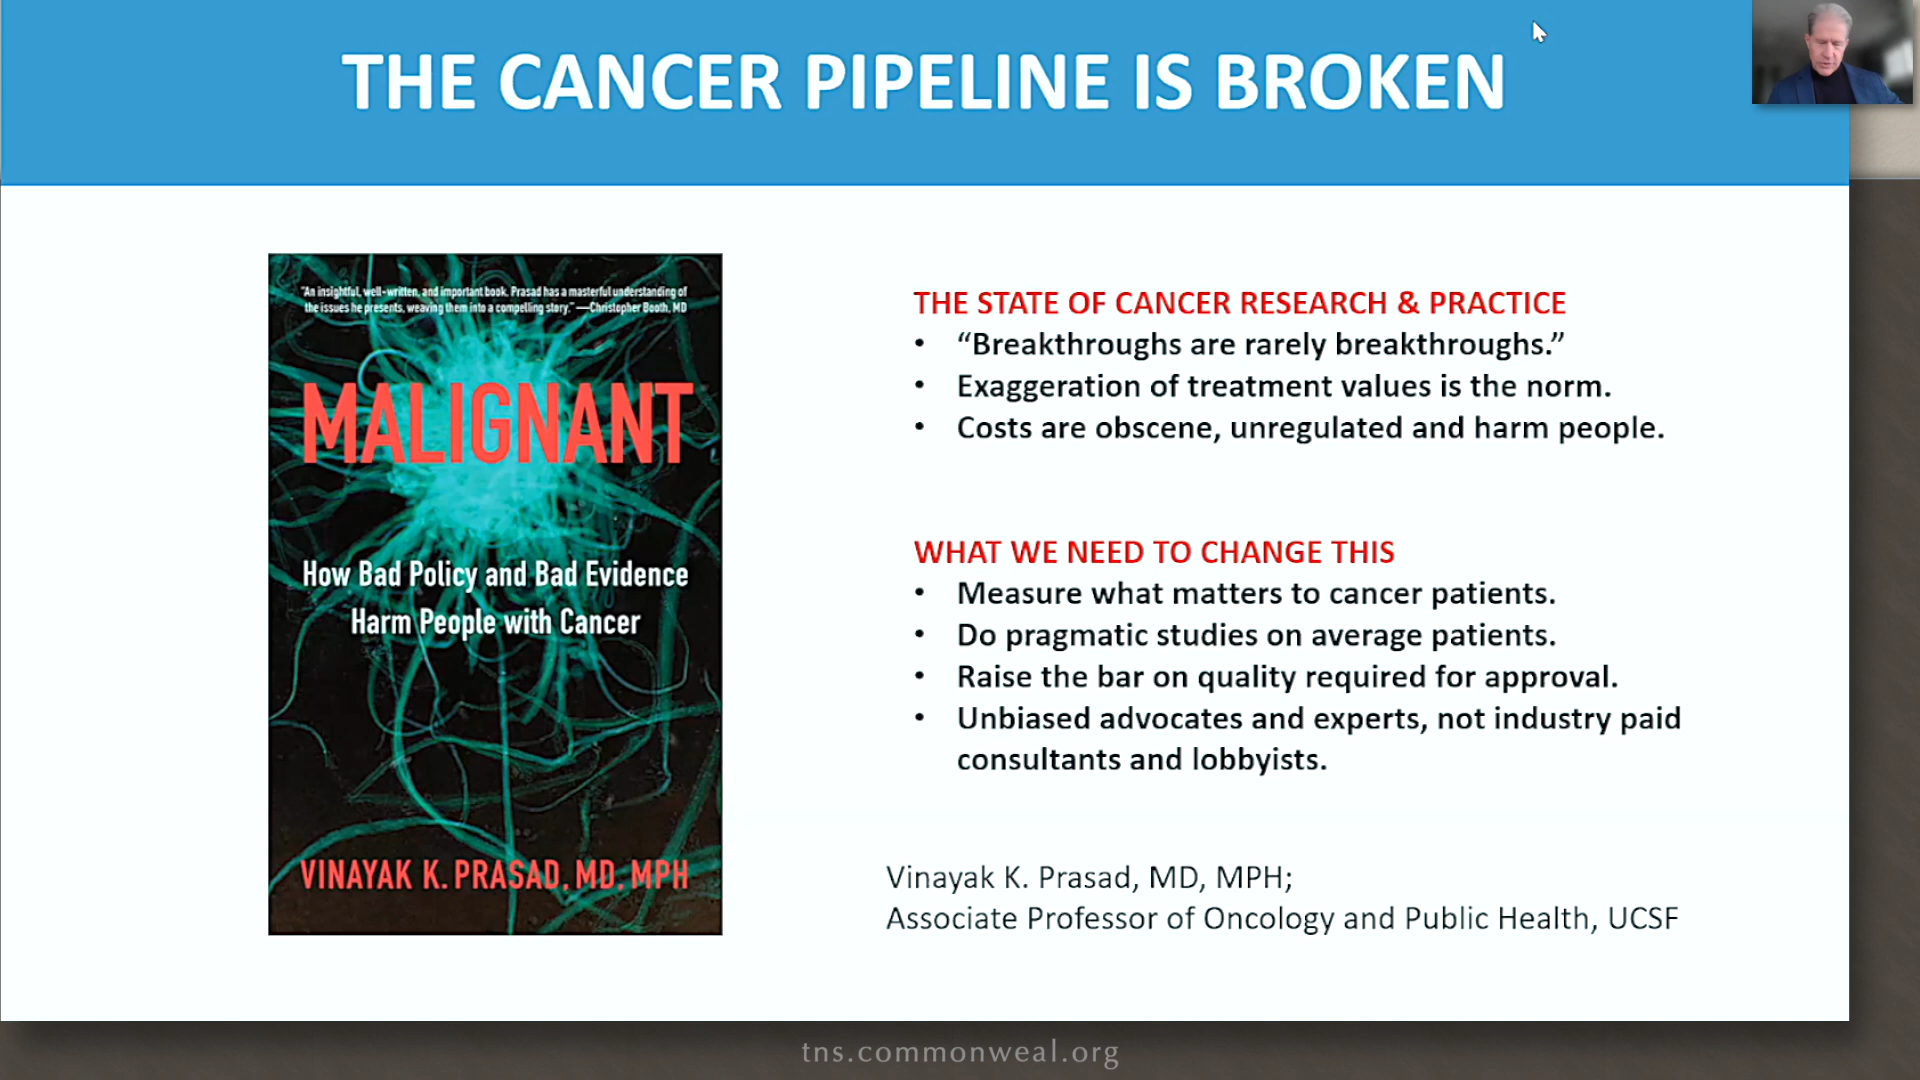 THE CANCER PIPELINE IS BROKEN
"An insightful, well-written, and important book. Prasad has a masterful understanding of
the issues he presents, weaving them into a compelling story." —Christopher Booth, MD
MALIGNANT
How Bad Policy and Bad Evidence
Harm People with Cancer
VINAYAK K. PRASAD, MD, MPH
THE STATE OF CANCER RESEARCH & PRACTICE
• “Breakthroughs are rarely breakthroughs.”
• Exaggeration of treatment values is the norm.
• Costs are obscene, unregulated and harm people.
WHAT WE NEED TO CHANGE THIS
• Measure what matters to cancer patients.
• Do pragmatic studies on average patients.
• Raise the bar on quality required for approval.
• Unbiased advocates and experts, not industry paid
consultants and lobbyists.
Vinayak K. Prasad, MD, MPH;
Associate Professor of Oncology and Public Health, UCSF
tns.commonweal.org